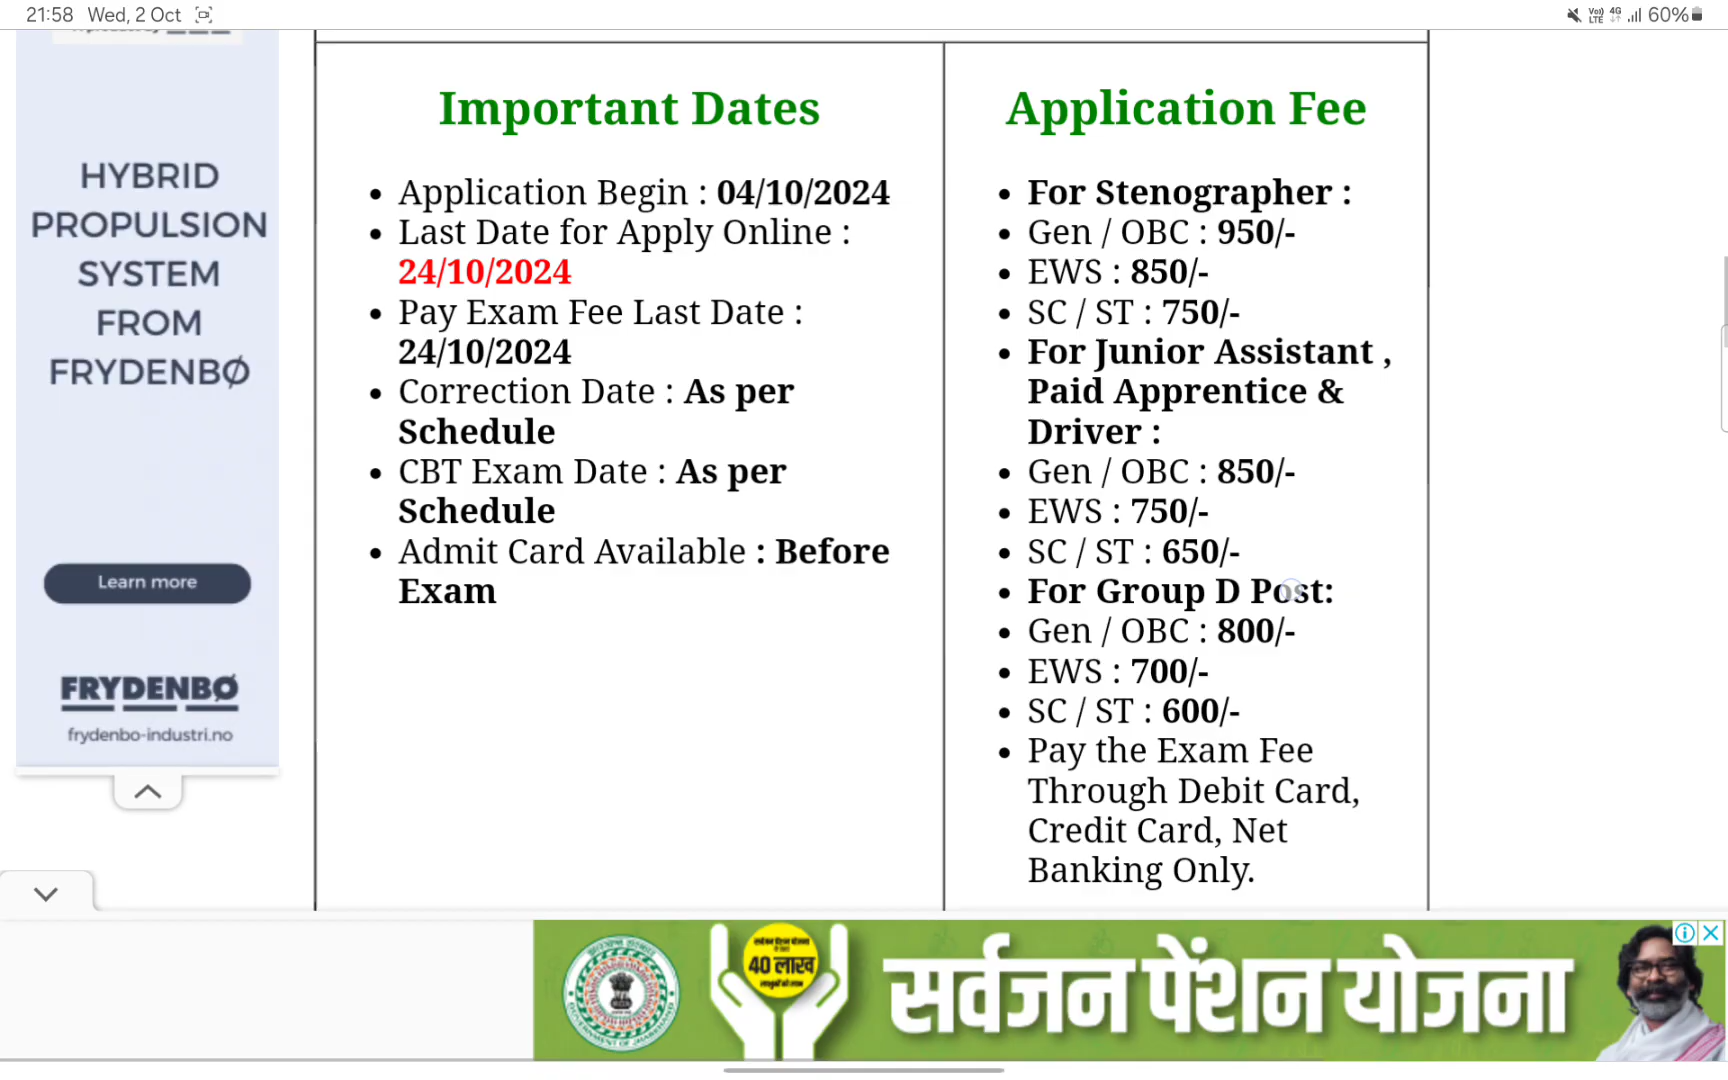 21:58 Wed, 2 Oct
Vo) LTE 4G 60%
HYBRID
PROPULSION
SYSTEM
FROM
FRYDENBØ
Learn more
FRYDENBØ
frydenbo-industri.no
Important Dates
• Application Begin : 04/10/2024
• Last Date for Apply Online :
24/10/2024
• Pay Exam Fee Last Date :
24/10/2024
• Correction Date : As per
Schedule
• CBT Exam Date : As per
Schedule
• Admit Card Available : Before
Exam
Application Fee
• For Stenographer :
• Gen / OBC : 950/-
• EWS : 850/-
• SC / ST : 750/-
• For Junior Assistant ,
Paid Apprentice &
Driver :
• Gen / OBC : 850/-
• EWS : 750/-
• SC / ST : 650/-
• For Group D Post:
• Gen / OBC : 800/-
• EWS : 700/-
• SC / ST : 600/-
• Pay the Exam Fee
Through Debit Card,
Credit Card, Net
Banking Only.
40 लाख
सर्वजन पेंशन योजना